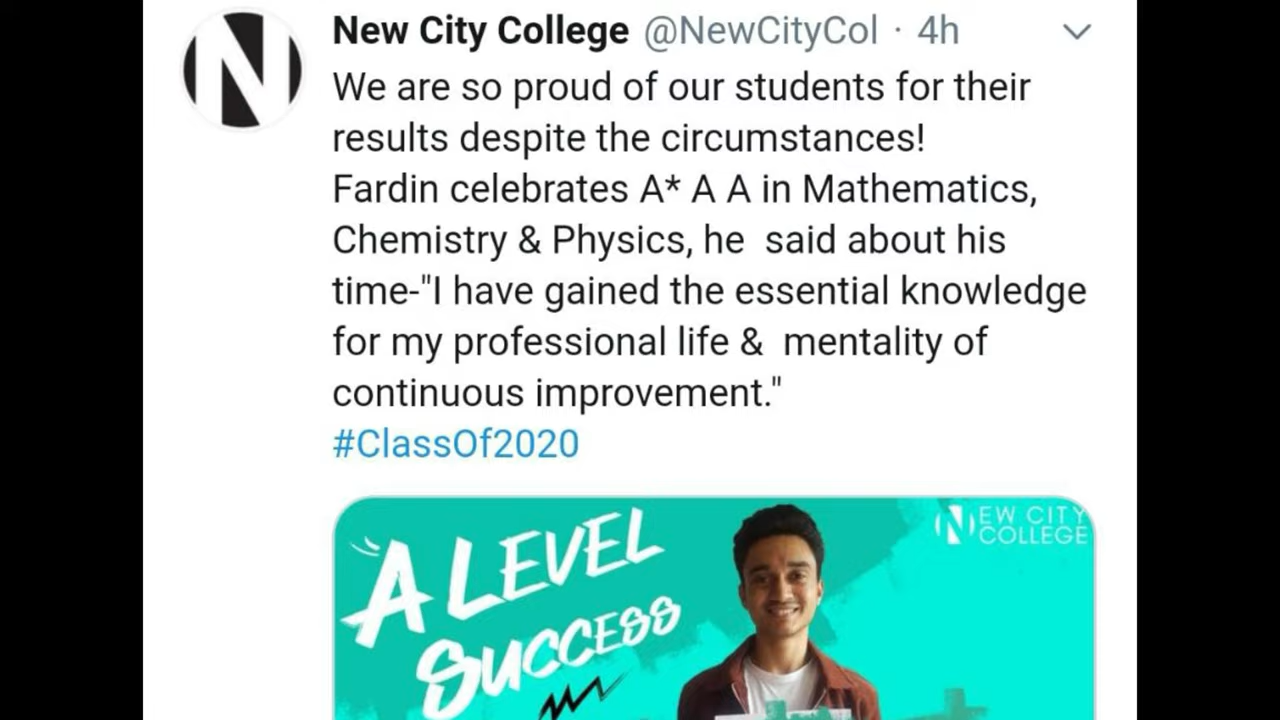 New City College @NewCityCol · 4h
We are so proud of our students for their
results despite the circumstances!
Fardin celebrates A* A A in Mathematics,
Chemistry & Physics, he  said about his
time-"I have gained the essential knowledge
for my professional life &  mentality of
continuous improvement."
#ClassOf2020
NEW CITY
COLLEGE
A LEVEL
SUCCESS